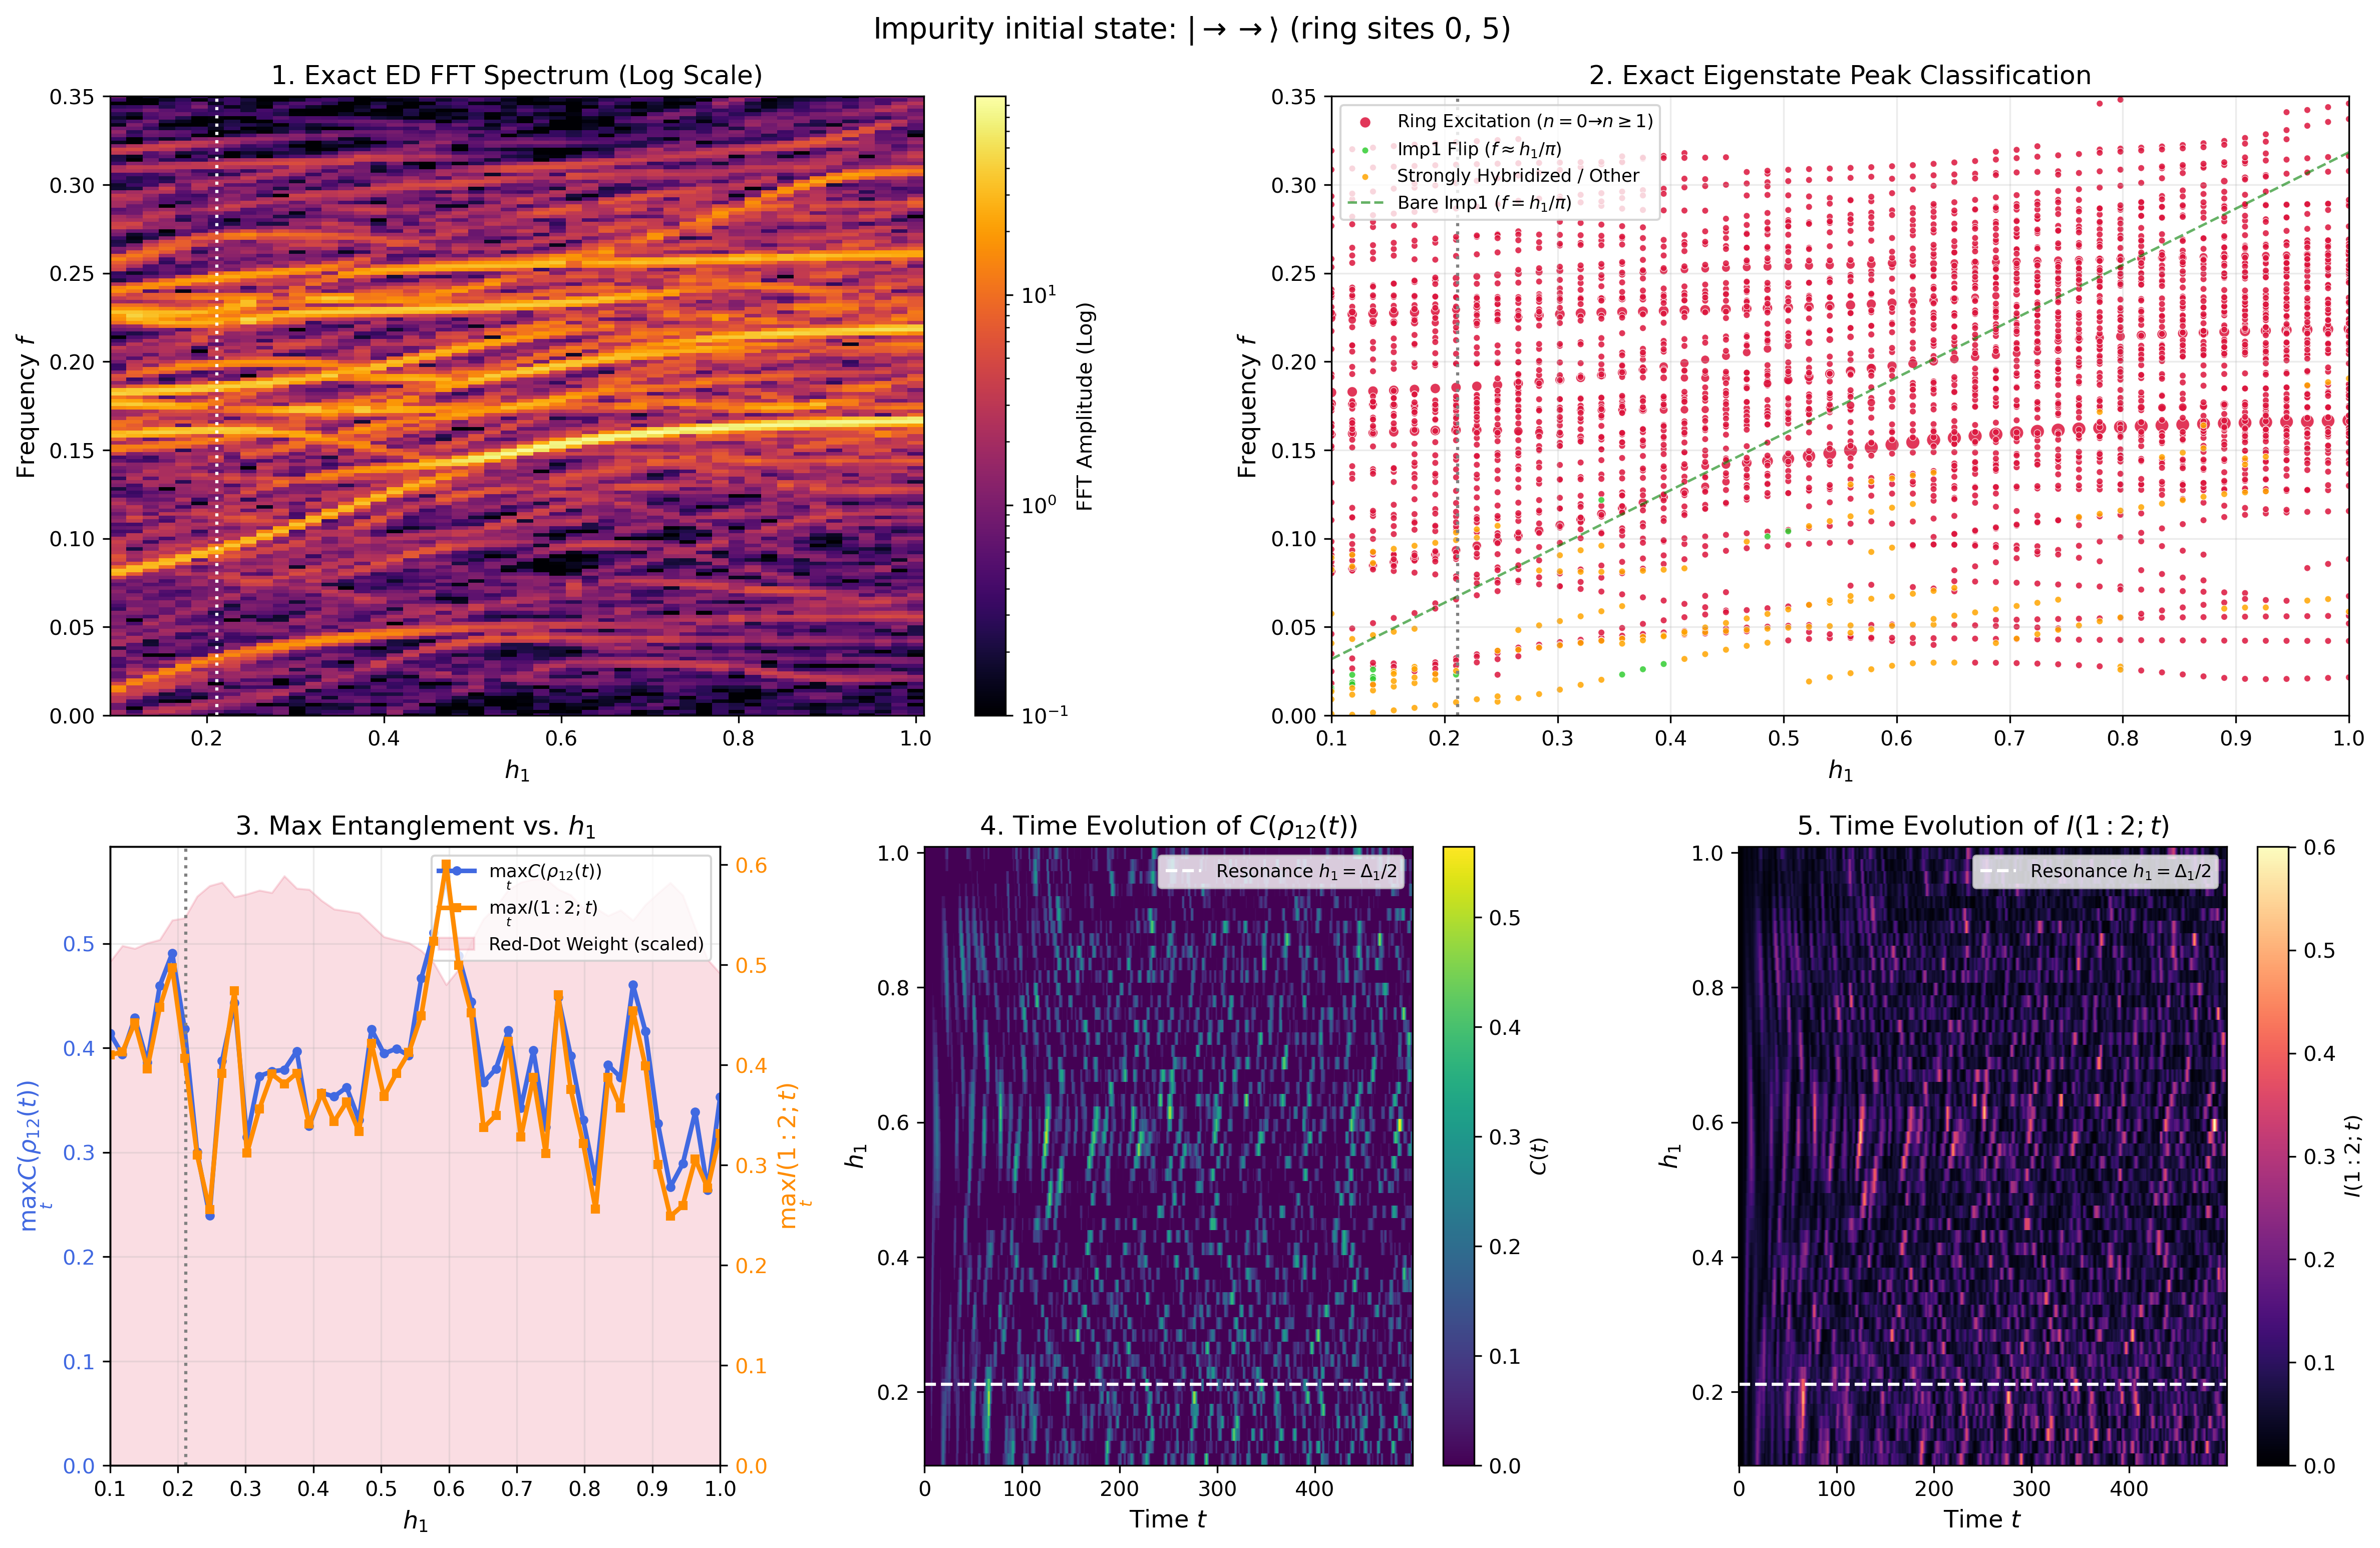 Impurity initial state: |→→⟩ (ring sites 0, 5)
1. Exact ED FFT Spectrum (Log Scale)
0.35
0.30
0.25
0.20
0.15
0.10
0.05
0.00
Frequency f
0.2 0.4 0.6 0.8 1.0
h₁
10¹
10⁰
10⁻¹
FFT Amplitude (Log)
2. Exact Eigenstate Peak Classification
Ring Excitation (n = 0→n ≥ 1)
Imp1 Flip (f ≈ h₁/π)
Strongly Hybridized / Other
Bare Imp1 (f = h₁/π)
0.35
0.30
0.25
0.20
0.15
0.10
0.05
0.00
Frequency f
0.1 0.2 0.3 0.4 0.5 0.6 0.7 0.8 0.9 1.0
h₁
3. Max Entanglement vs. h₁
max C(ρ₁₂(t))
t
max I(1 : 2; t)
t
Red-Dot Weight (scaled)
0.5
0.4
0.3
0.2
0.1
0.0
max C(ρ₁₂(t))
t
0.6
0.5
0.4
0.3
0.2
0.1
0.0
max I(1 : 2; t)
t
0.1 0.2 0.3 0.4 0.5 0.6 0.7 0.8 0.9 1.0
h₁
4. Time Evolution of C(ρ₁₂(t))
Resonance h₁ = Δ₁/2
1.0
0.8
0.6
0.4
0.2
h₁
0 100 200 300 400
Time t
0.5
0.4
0.3
0.2
0.1
0.0
C(t)
5. Time Evolution of I(1 : 2; t)
Resonance h₁ = Δ₁/2
1.0
0.8
0.6
0.4
0.2
h₁
0 100 200 300 400
Time t
0.6
0.5
0.4
0.3
0.2
0.1
0.0
I(1 : 2; t)